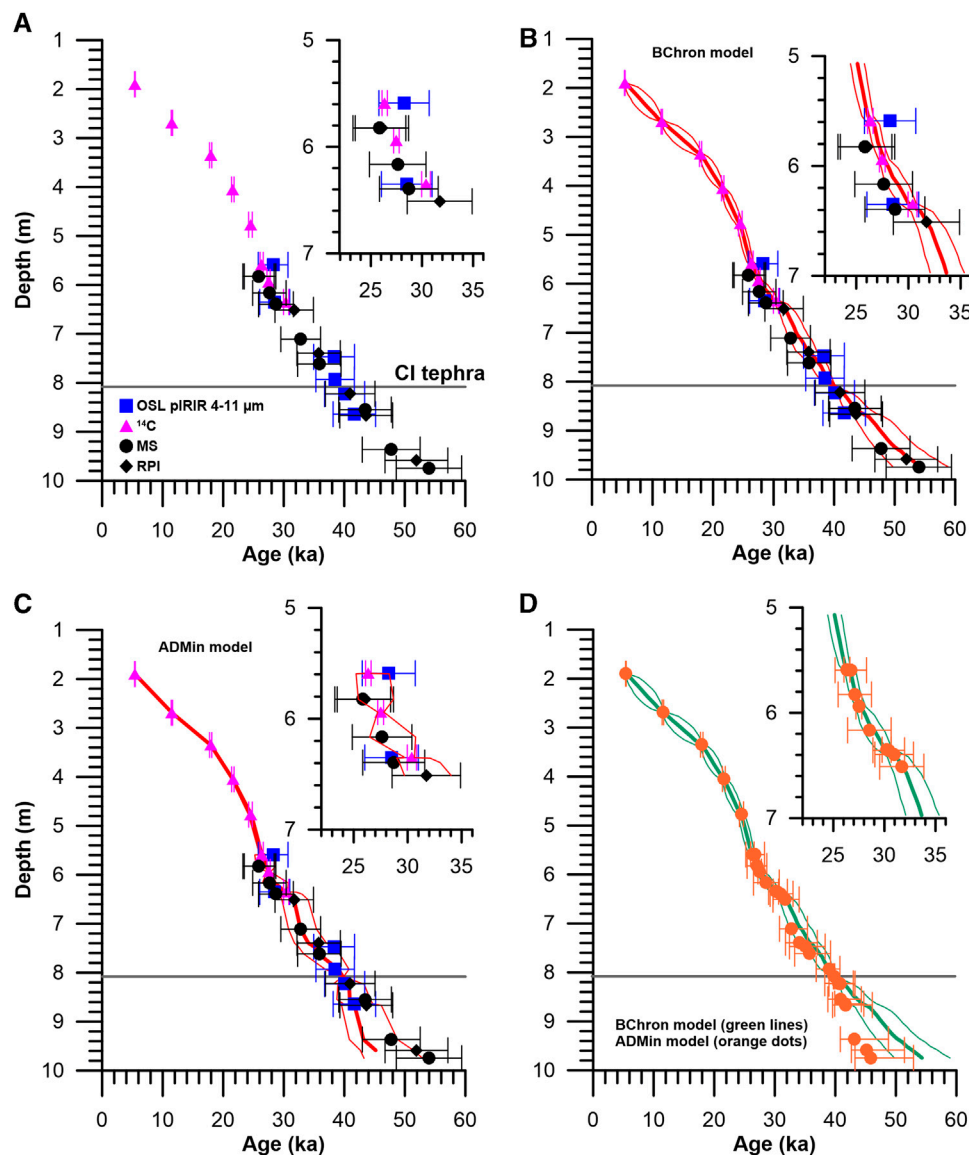 A
1
2
3
4
5
6
7
8
9
10
Depth (m)
0 10 20 30 40 50 60
Age (ka)
5
6
7
25 30 35
CI tephra
OSL pIRIR 4-11 µm
¹⁴C
MS
RPI
B
BChron model
1
2
3
4
5
6
7
8
9
10
0 10 20 30 40 50 60
Age (ka)
5
6
7
25 30 35
C
ADMin model
1
2
3
4
5
6
7
8
9
10
Depth (m)
0 10 20 30 40 50 60
Age (ka)
5
6
7
25 30 35
D
1
2
3
4
5
6
7
8
9
10
0 10 20 30 40 50 60
Age (ka)
5
6
7
25 30 35
BChron model (green lines)
ADMin model (orange dots)